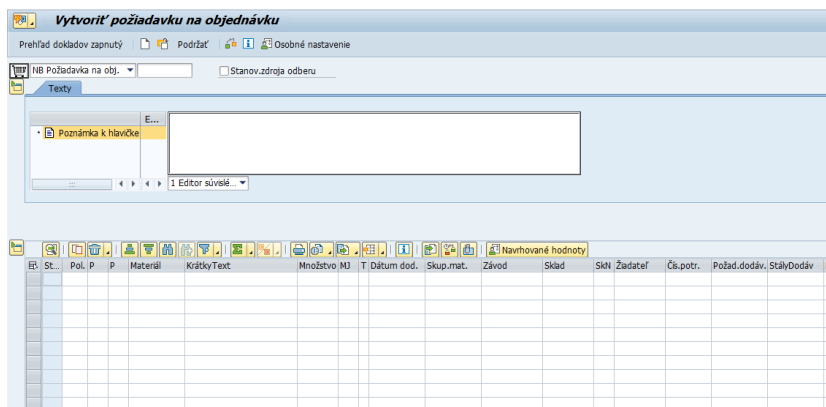 Vytvoriť požiadavku na objednávku
Prehľad dokladov zapnutý Podržať Osobné nastavenie
NB Požiadavka na obj. Stanov.zdroja odberu
Texty
E...
Poznámka k hlavičke
1 Editor súvislé...
Navrhované hodnoty
St... Pol. P P Materiál KrátkyText Množstvo MJ T Dátum dod. Skup.mat. Závod Sklad SkN Žiadateľ Čís.potr. Požad.dodáv. StályDodáv